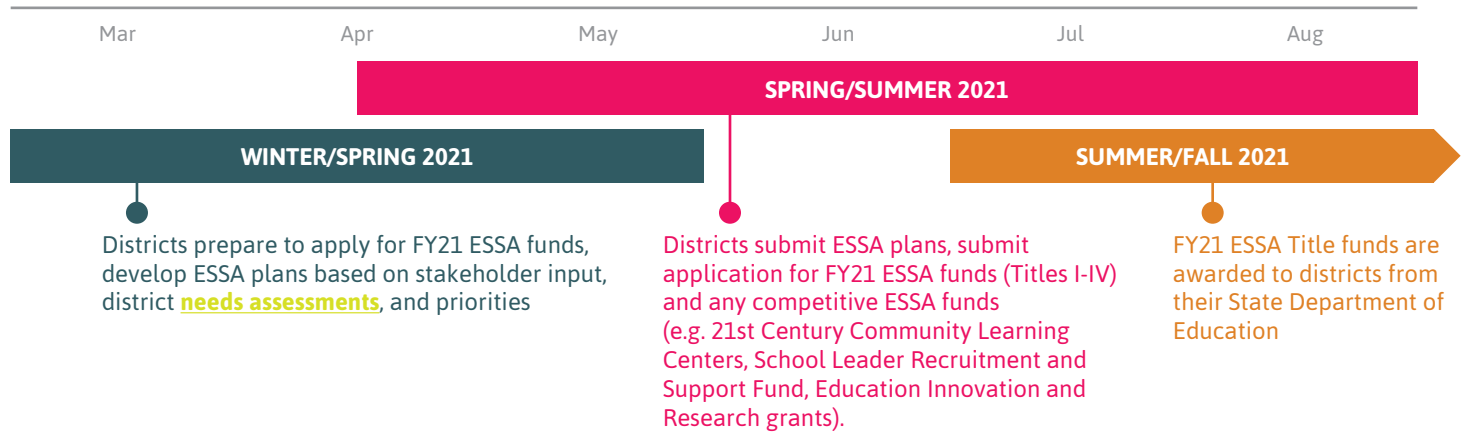 Mar Apr May Jun Jul Aug
SPRING/SUMMER 2021
WINTER/SPRING 2021
SUMMER/FALL 2021
Districts prepare to apply for FY21 ESSA funds,
develop ESSA plans based on stakeholder input,
district needs assessments, and priorities
Districts submit ESSA plans, submit
application for FY21 ESSA funds (Titles I-IV)
and any competitive ESSA funds
(e.g. 21st Century Community Learning
Centers, School Leader Recruitment and
Support Fund, Education Innovation and
Research grants).
FY21 ESSA Title funds are
awarded to districts from
their State Department of
Education